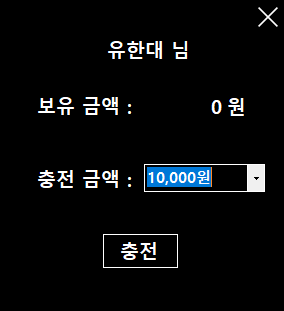 유한대 님
보유 금액 : 0 원
충전 금액 : 10,000원
충전